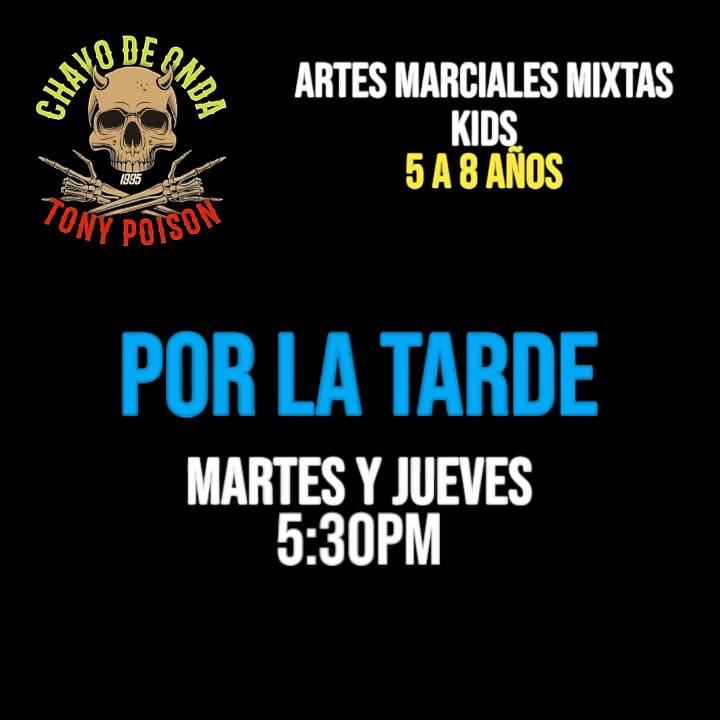 CHAVO DE ONDA
1995
TONY POISON
ARTES MARCIALES MIXTAS
KIDS
5 A 8 AÑOS
POR LA TARDE
MARTES Y JUEVES
5:30PM